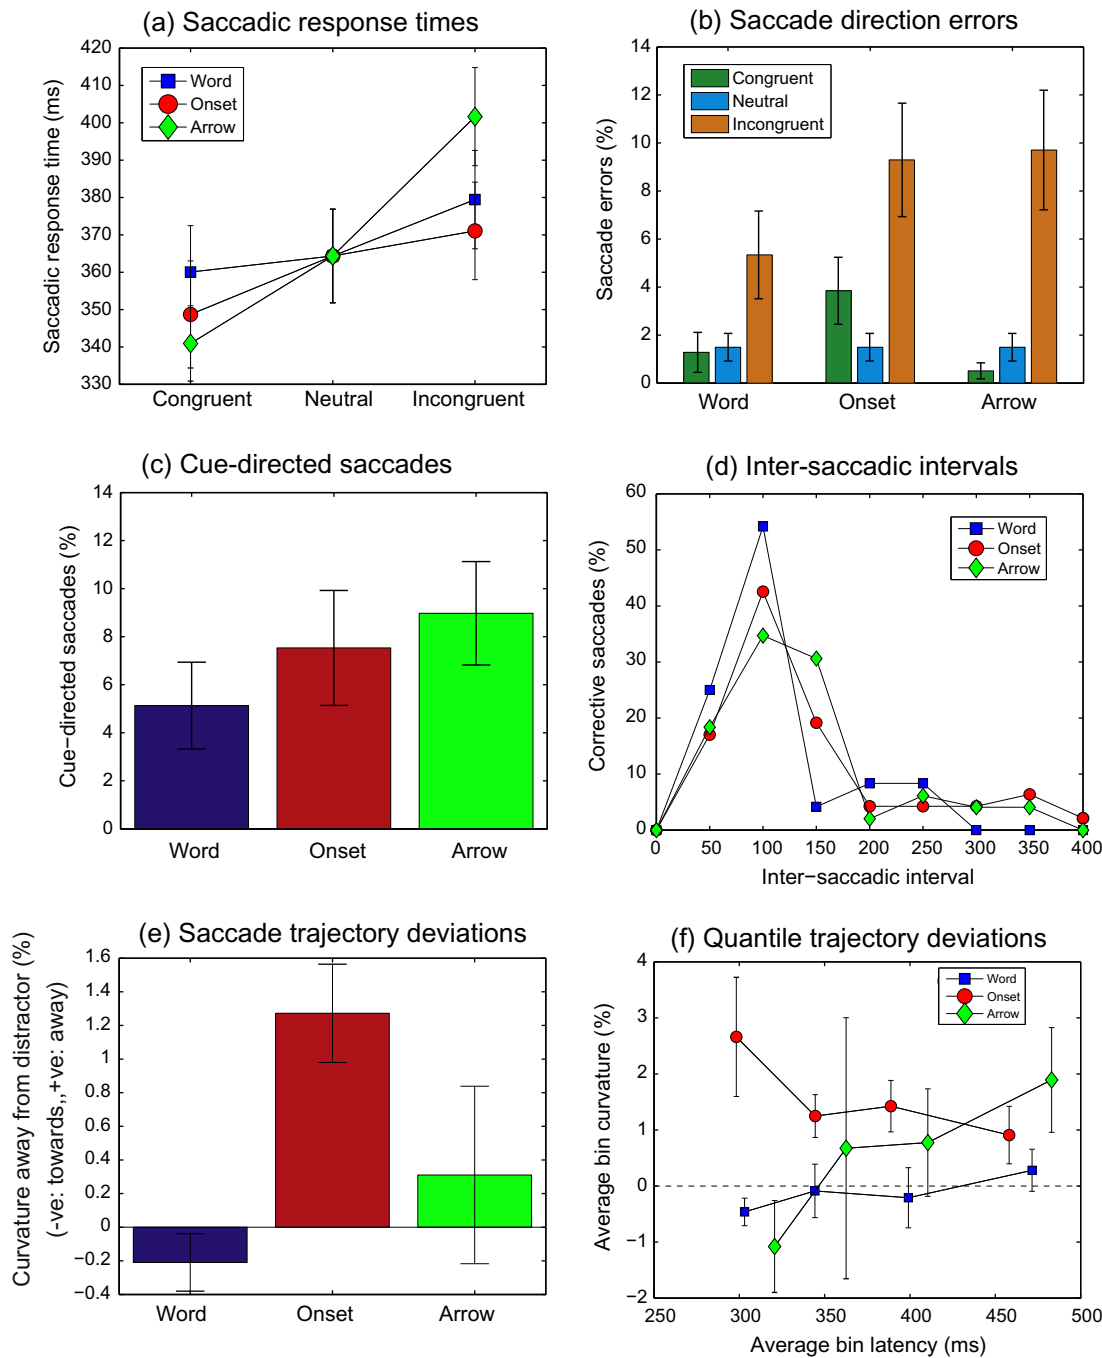 (a) Saccadic response times
420
410
400
390
380
370
360
350
340
330
Saccadic response time (ms)
Word
Onset
Arrow
Congruent
Neutral
Incongruent
(b) Saccade direction errors
14
12
10
8
6
4
2
0
Saccade errors (%)
Congruent
Neutral
Incongruent
Word
Onset
Arrow
(c) Cue-directed saccades
14
12
10
8
6
4
2
0
Cue−directed saccades (%)
Word
Onset
Arrow
(d) Inter-saccadic intervals
60
50
40
30
20
10
0
Corrective saccades (%)
Word
Onset
Arrow
0
50
100
150
200
250
300
350
400
Inter−saccadic interval
(e) Saccade trajectory deviations
1.6
1.4
1.2
1
0.8
0.6
0.4
0.2
0
−0.2
−0.4
Curvature away from distractor (%)
(-ve: towards,,+ve: away)
Word
Onset
Arrow
(f) Quantile trajectory deviations
4
3
2
1
0
−1
−2
Average bin curvature (%)
Word
Onset
Arrow
250
300
350
400
450
500
Average bin latency (ms)